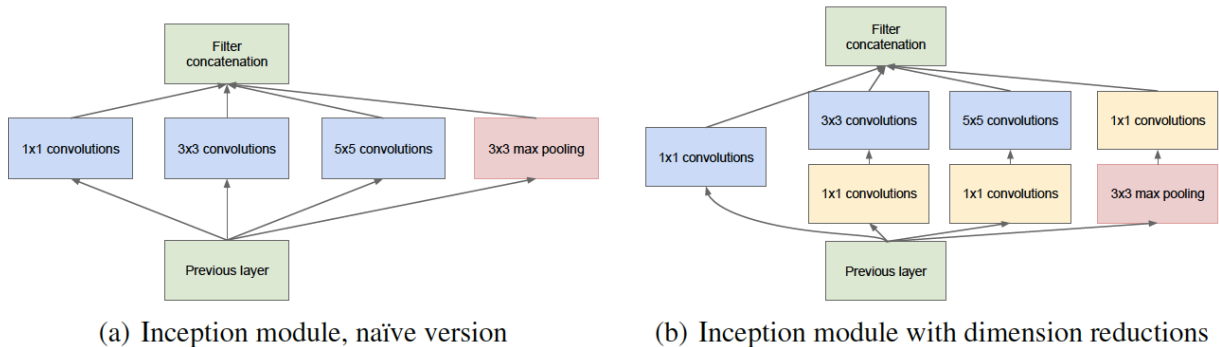 Filter
concatenation
1x1 convolutions
3x3 convolutions
5x5 convolutions
3x3 max pooling
Previous layer
(a) Inception module, naïve version
Filter
concatenation
3x3 convolutions
5x5 convolutions
1x1 convolutions
1x1 convolutions
1x1 convolutions
1x1 convolutions
3x3 max pooling
Previous layer
(b) Inception module with dimension reductions